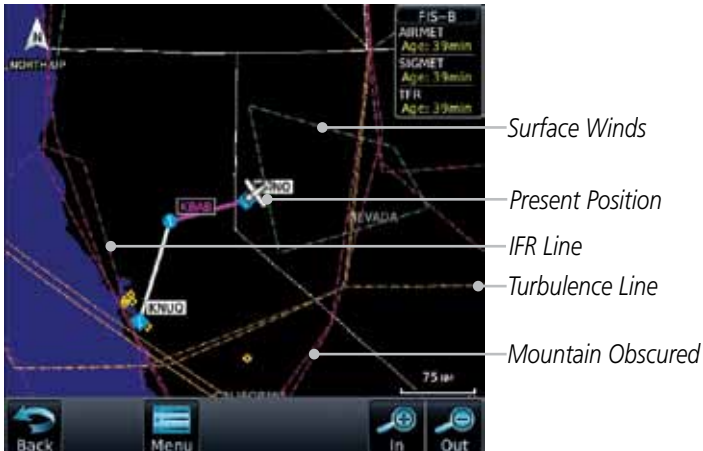 FIS-B
AIRMET
Age: 39min
SIGMET
Age: 39min
TFR
Age: 39min
N
NORTH UP
Surface Winds
KBAB
Present Position
NEVADA
IFR Line
Turbulence Line
KNUQ
Mountain Obscured
75
CALIFORNIA
Back
Menu
In
Out